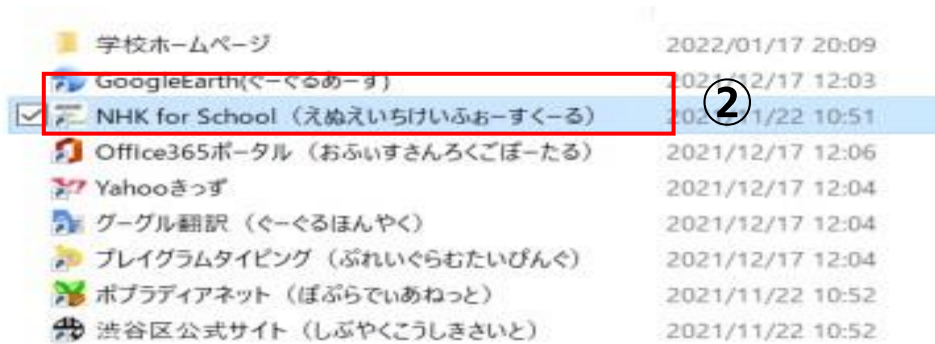 学校ホームページ 2022/01/17 20:09
GoogleEarth(ぐーぐるあーす) 2021/12/17 12:03
NHK for School（えぬえいちけいふぉーすくーる） 2021/11/22 10:51
②
Office365ポータル（おふぃすさんろくごぽーたる） 2021/12/17 12:06
Yahooきっず 2021/12/17 12:04
グーグル翻訳（ぐーぐるほんやく） 2021/12/17 12:04
プレイグラムタイピング（ぷれいぐらむたいぴんぐ） 2021/12/17 12:04
ポプラディアネット（ぽぷらでぃあねっと） 2021/11/22 10:52
渋谷区公式サイト（しぶやくこうしきさいと） 2021/11/22 10:52